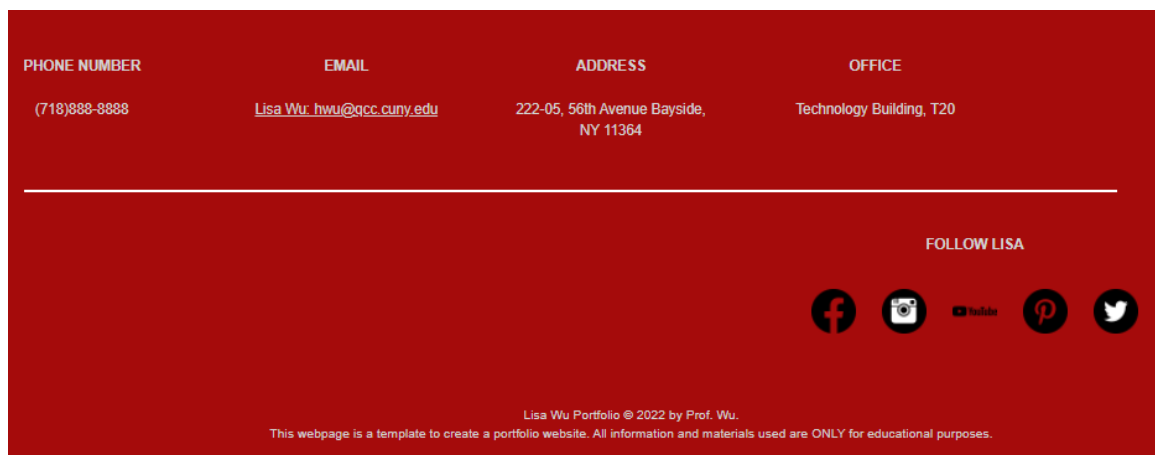 PHONE NUMBER
(718)888-8888
EMAIL
Lisa Wu: hwu@qcc.cuny.edu
ADDRESS
222-05, 56th Avenue Bayside,
NY 11364
OFFICE
Technology Building, T20
FOLLOW LISA
YouTube
Lisa Wu Portfolio © 2022 by Prof. Wu.
This webpage is a template to create a portfolio website. All information and materials used are ONLY for educational purposes.